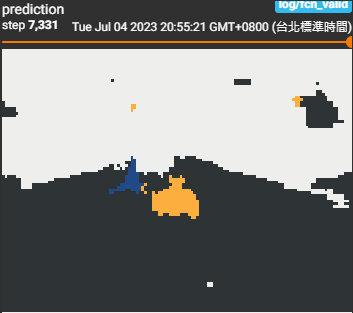 prediction
log/fcn_valid
step 7,331
Tue Jul 04 2023 20:55:21 GMT+0800 (台北標準時間)